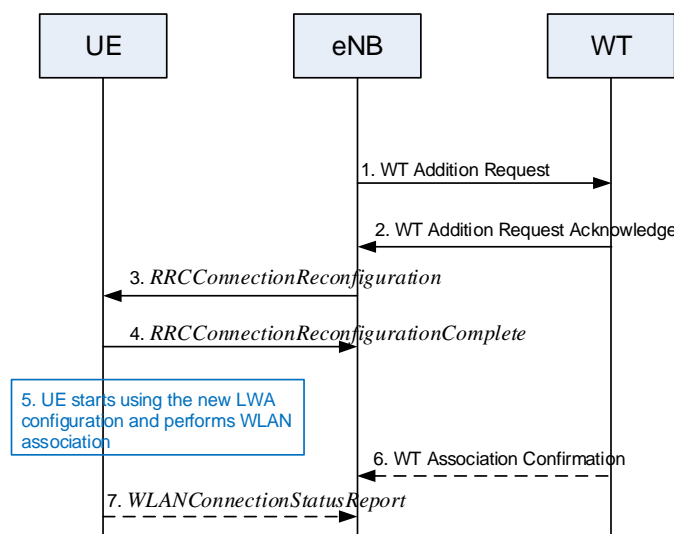 UE
eNB
WT
1. WT Addition Request
2. WT Addition Request Acknowledge
3. RRCConnectionReconfiguration
4. RRCConnectionReconfigurationComplete
5. UE starts using the new LWA
configuration and performs WLAN
association
6. WT Association Confirmation
7. WLANConnectionStatusReport